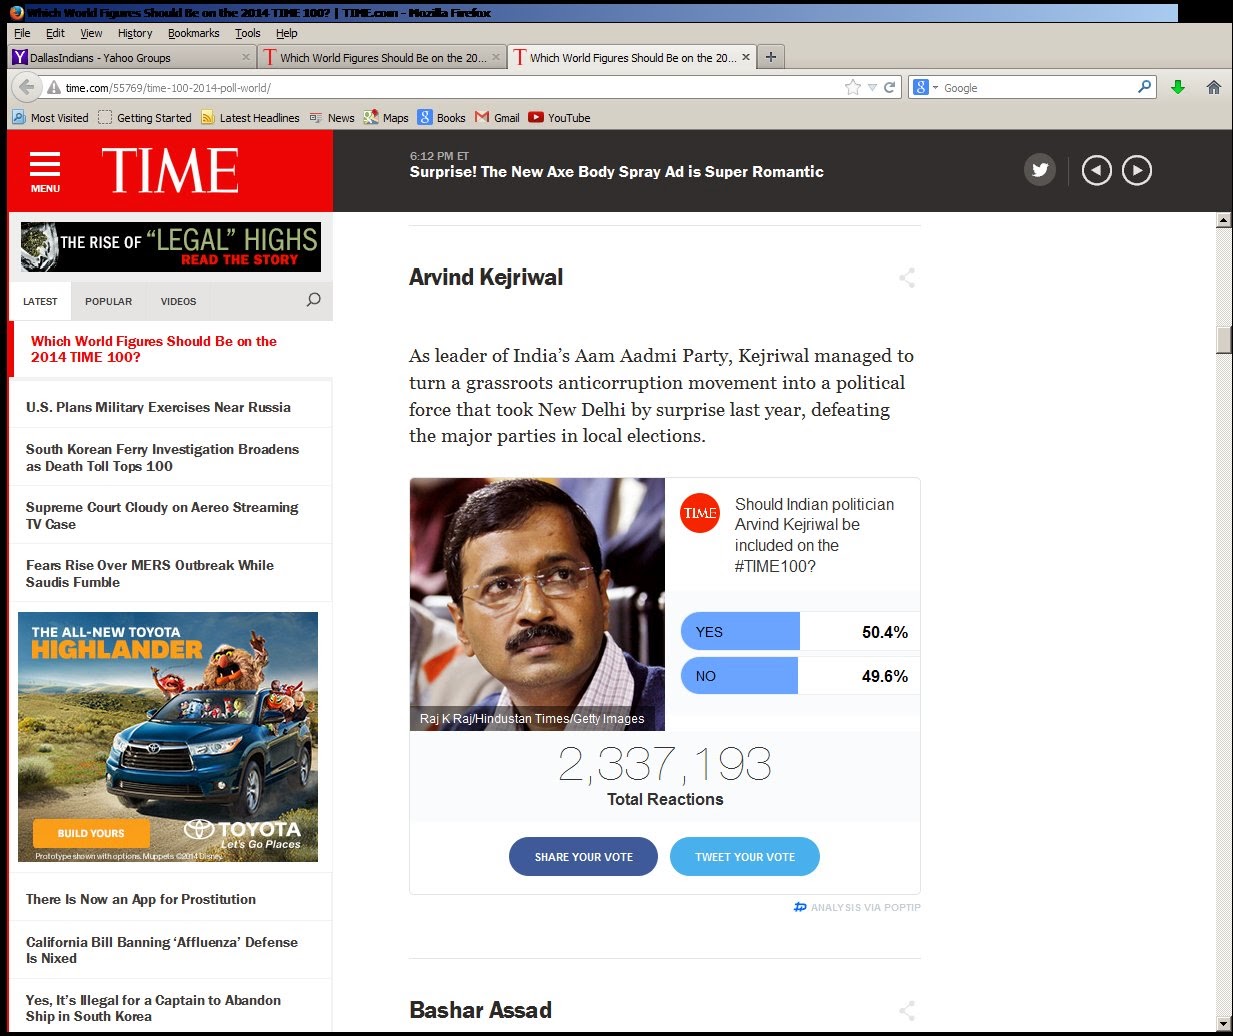 Which World Figures Should Be on the 2014 TIME 100? | TIME.com - Mozilla Firefox
File Edit View History Bookmarks Tools Help
DallasIndians - Yahoo Groups
Which World Figures Should Be on the 20...
Which World Figures Should Be on the 20...
time.com/55769/time-100-2014-poll-world/
Google
Most Visited Getting Started Latest Headlines News Maps Books Gmail YouTube
MENU
TIME
6:12 PM ET
Surprise! The New Axe Body Spray Ad is Super Romantic
THE RISE OF “LEGAL” HIGHS
READ THE STORY
LATEST POPULAR VIDEOS
Which World Figures Should Be on the
2014 TIME 100?
U.S. Plans Military Exercises Near Russia
South Korean Ferry Investigation Broadens
as Death Toll Tops 100
Supreme Court Cloudy on Aereo Streaming
TV Case
Fears Rise Over MERS Outbreak While
Saudis Fumble
THE ALL-NEW TOYOTA
HIGHLANDER
BUILD YOURS
TOYOTA
Let's Go Places
Prototype shown with options. Muppets ©2014 Disney.
There Is Now an App for Prostitution
California Bill Banning ‘Affluenza’ Defense
Is Nixed
Yes, It’s Illegal for a Captain to Abandon
Ship in South Korea
Arvind Kejriwal
As leader of India’s Aam Aadmi Party, Kejriwal managed to
turn a grassroots anticorruption movement into a political
force that took New Delhi by surprise last year, defeating
the major parties in local elections.
Raj K Raj/Hindustan Times/Getty Images
TIME
Should Indian politician
Arvind Kejriwal be
included on the
#TIME100?
YES 50.4%
NO 49.6%
2,337,193
Total Reactions
SHARE YOUR VOTE
TWEET YOUR VOTE
ANALYSIS VIA POPTIP
Bashar Assad